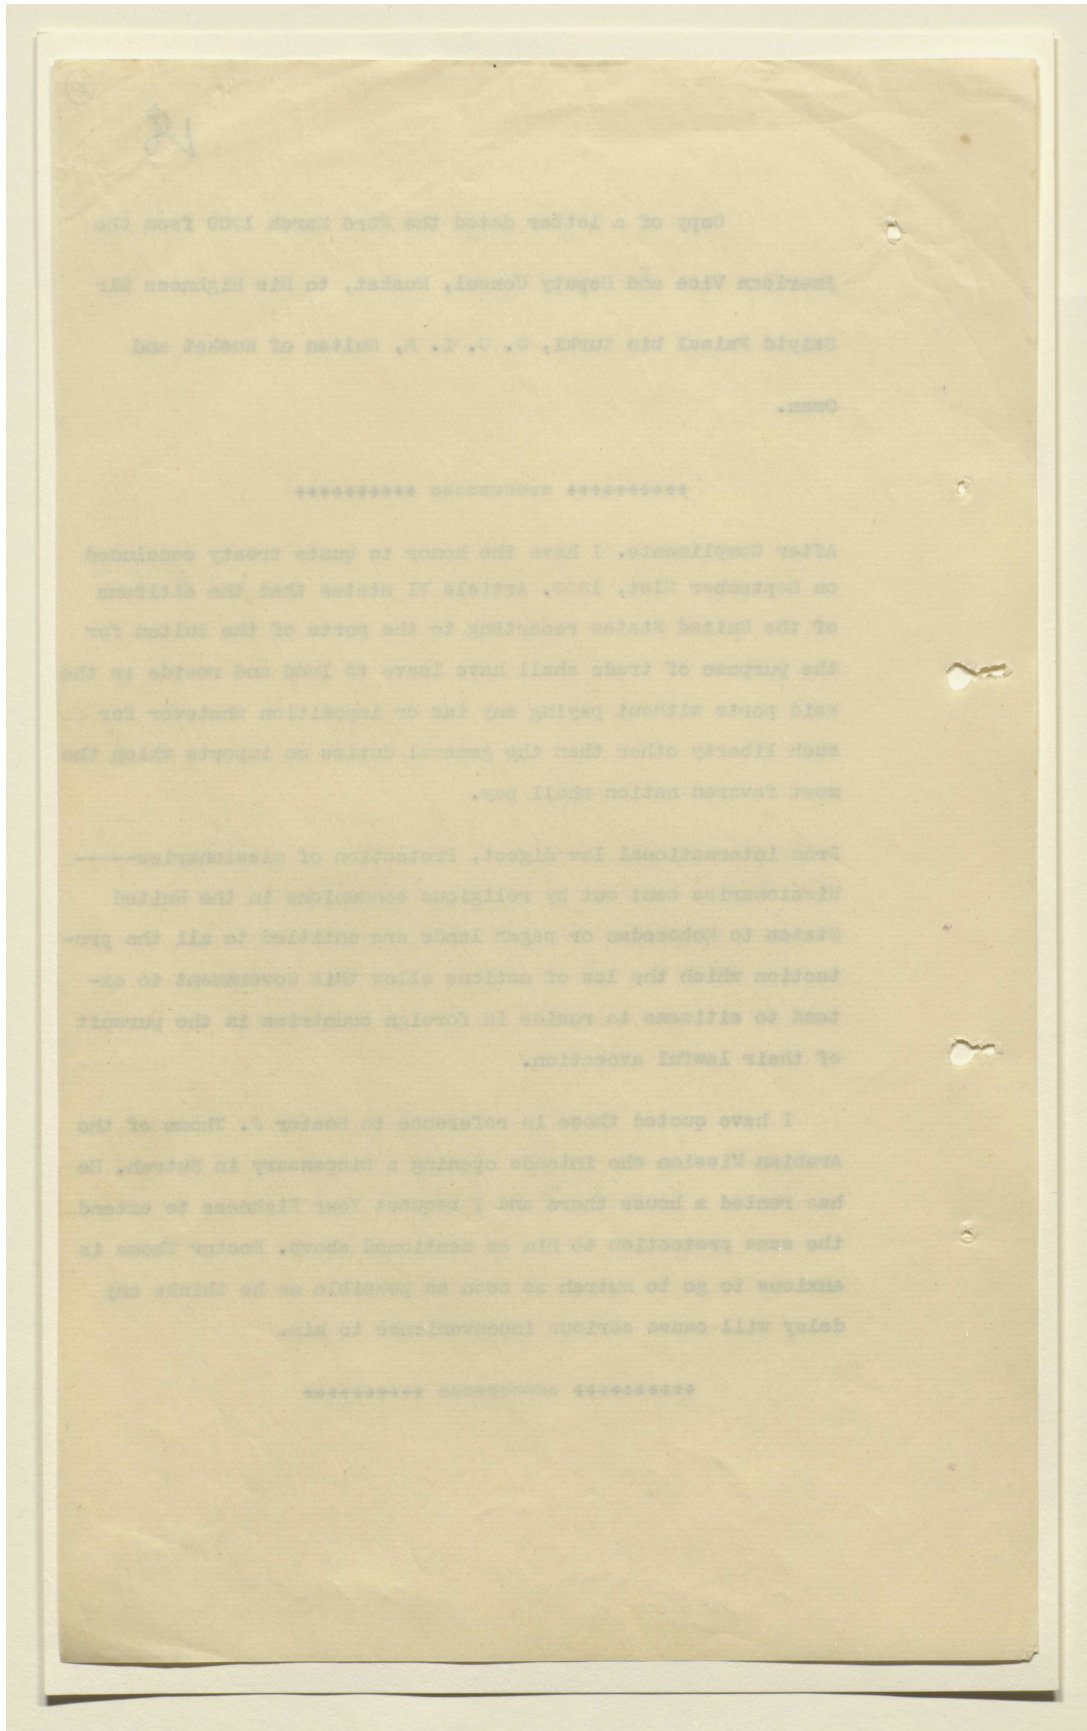 Copy of a letter dated the 23rd March 1909 from the
American Vice and Deputy Consul, Maskat, to His Highness Sir
Saiyid Faisal bin Turki, G. C. I. E, Sultan of Maskat and
Oman.
After Compliments. I have the honor to quote treaty concluded
on September 21st, Article VI states that the citizens
of the United States resorting to the ports of the Sultan for
the purpose of trade shall have leave to land and reside in the
said ports without paying any tax or imposition whatever for
such liberty other than the general duties on imports which the
most favored nation shall pay.
From international law digest, Protection of missionaries-----
Missionaries sent out by religious communions in the United
States to or pagan lands are entitled to all the pro-
tection which the law of nations allow this Government to ex-
tend to citizens to reside in foreign countries in the pursuit
of their lawful avocation.
I have quoted these in reference to Doctor J. Thoms of the
Arabian Mission who intends opening a Dispensary in Mutrah. He
has rented a house there and I request Your Highness to extend
the same protection to him as mentioned above. Doctor Thoms is
anxious to go to Mutrah as soon as possible as he thinks any
delay will cause serious inconvenience to him.